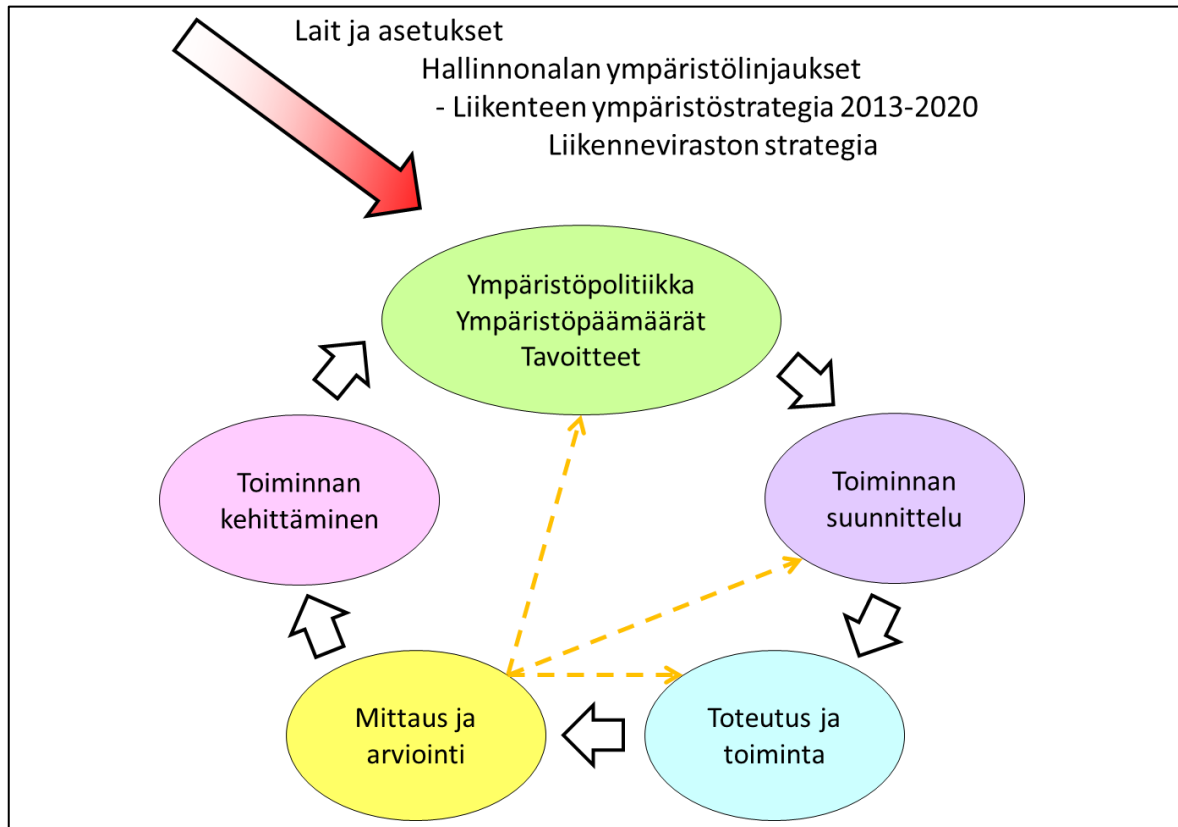 Lait ja asetukset
Hallinnonalan ympäristölinjaukset
- Liikenteen ympäristöstrategia 2013-2020
Liikenneviraston strategia
Ympäristöpolitiikka
Ympäristöpäämäärät
Tavoitteet
Toiminnan
kehittäminen
Toiminnan
suunnittelu
Mittaus ja
arviointi
Toteutus ja
toiminta